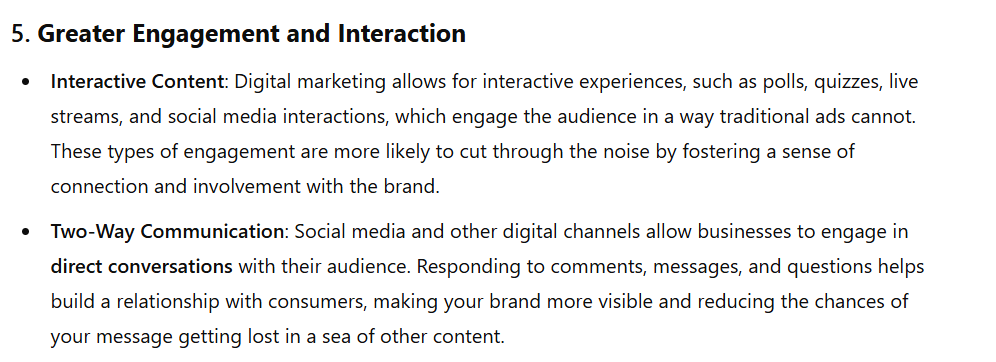 5. Greater Engagement and Interaction
• Interactive Content: Digital marketing allows for interactive experiences, such as polls, quizzes, live
streams, and social media interactions, which engage the audience in a way traditional ads cannot.
These types of engagement are more likely to cut through the noise by fostering a sense of
connection and involvement with the brand.
• Two-Way Communication: Social media and other digital channels allow businesses to engage in
direct conversations with their audience. Responding to comments, messages, and questions helps
build a relationship with consumers, making your brand more visible and reducing the chances of
your message getting lost in a sea of other content.